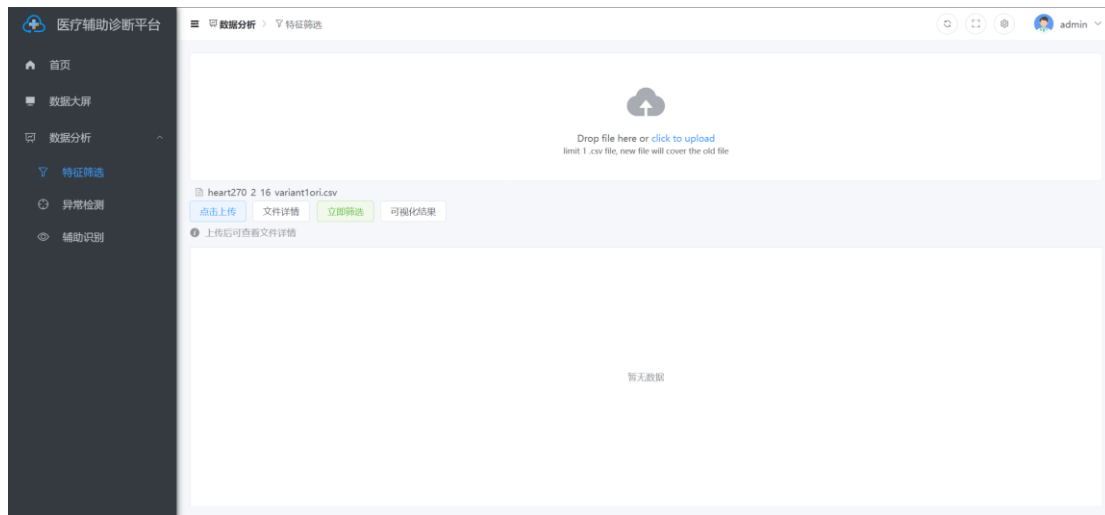 医疗辅助诊断平台
数据分析 > 特征筛选
admin
首页
数据大屏
数据分析
特征筛选
异常检测
辅助识别
Drop file here or click to upload
limit 1 .csv file, new file will cover the old file
heart270_2_16_variant1ori.csv
点击上传 文件详情 立即筛选 可视化结果
上传后可查看文件详情
暂无数据